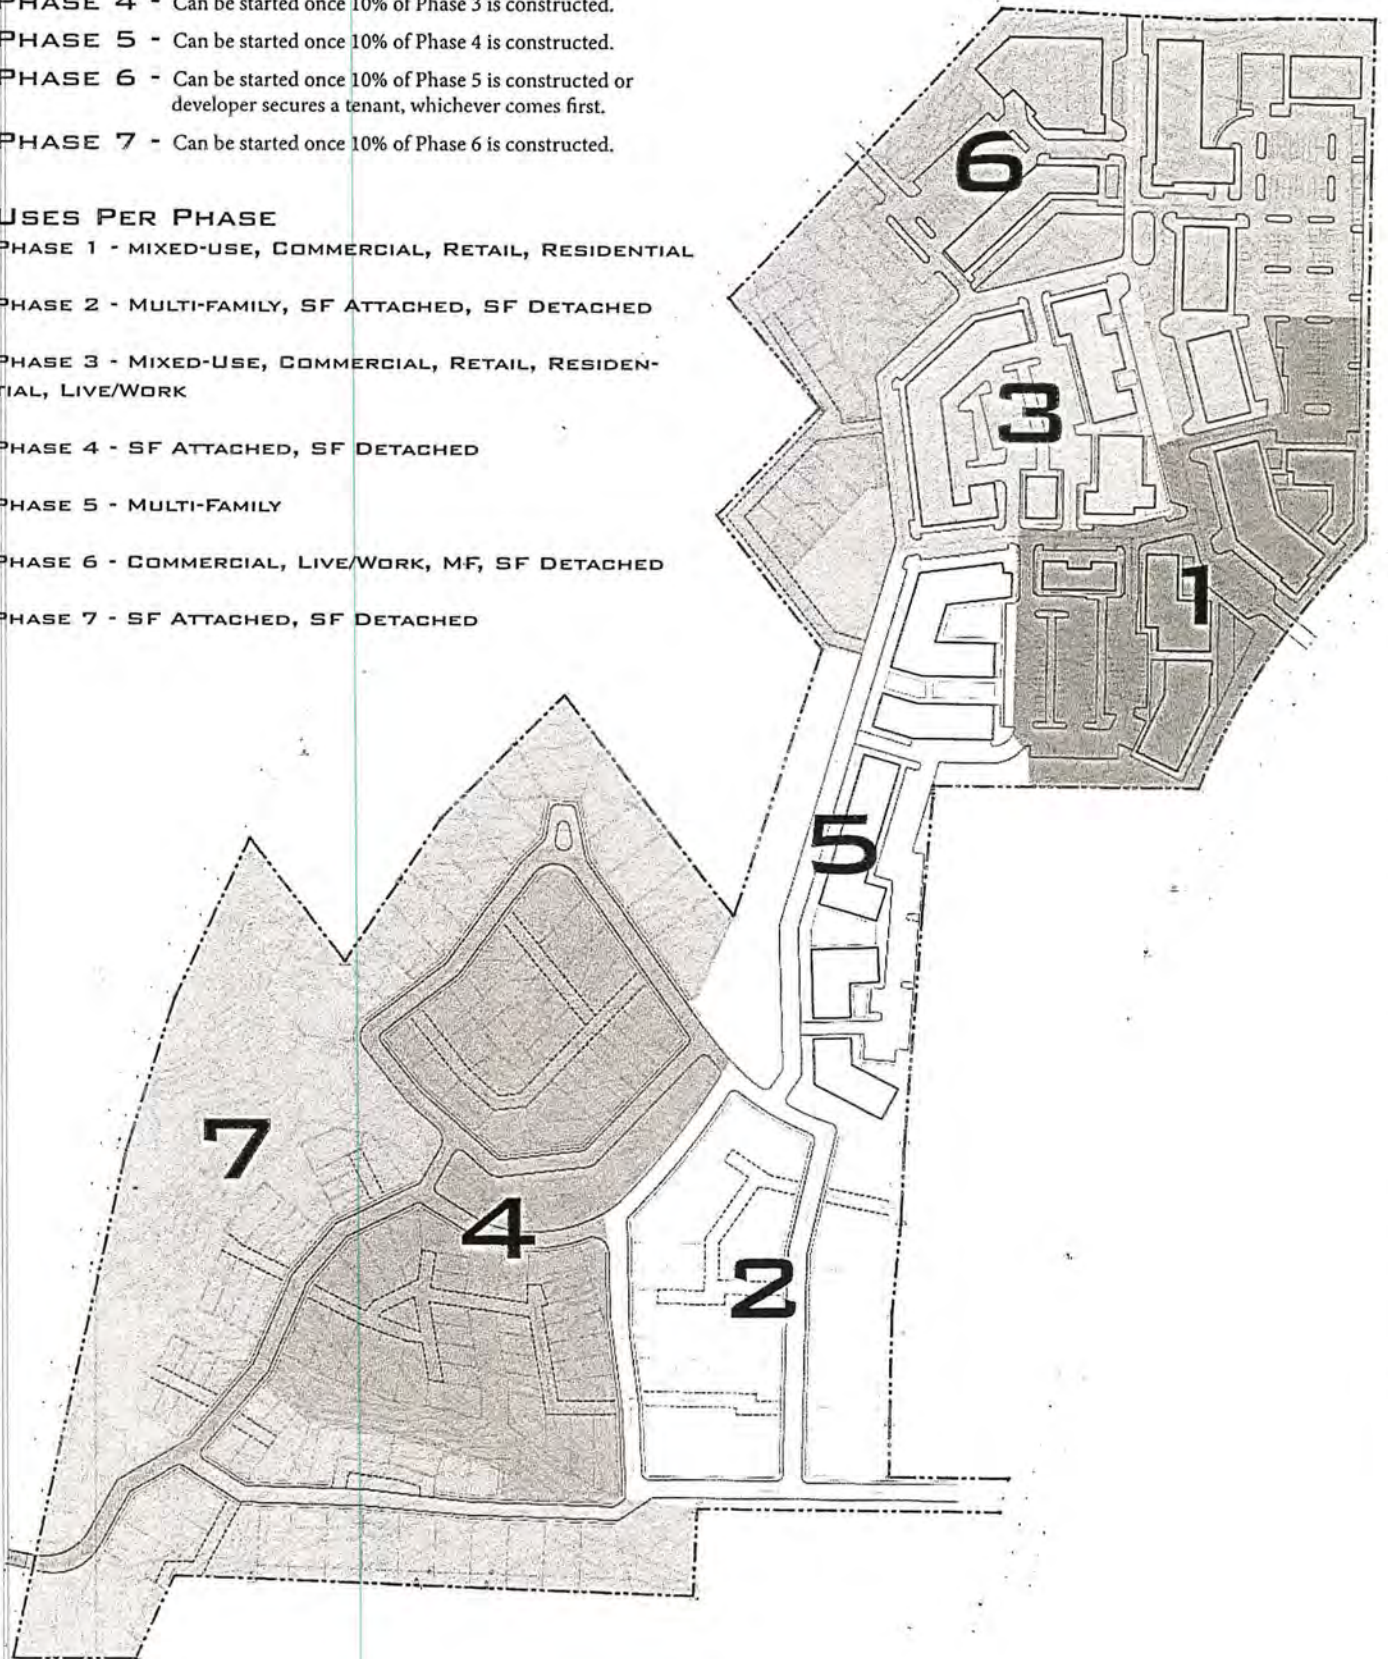 PHASE 4 - Can be started once 10% of Phase 3 is constructed.
PHASE 5 - Can be started once 10% of Phase 4 is constructed.
PHASE 6 - Can be started once 10% of Phase 5 is constructed or
developer secures a tenant, whichever comes first.
PHASE 7 - Can be started once 10% of Phase 6 is constructed.
USES PER PHASE
PHASE 1 - MIXED-USE, COMMERCIAL, RETAIL, RESIDENTIAL
PHASE 2 - MULTI-FAMILY, SF ATTACHED, SF DETACHED
PHASE 3 - MIXED-USE, COMMERCIAL, RETAIL, RESIDEN-
TIAL, LIVE/WORK
PHASE 4 - SF ATTACHED, SF DETACHED
PHASE 5 - MULTI-FAMILY
PHASE 6 - COMMERCIAL, LIVE/WORK, MF, SF DETACHED
PHASE 7 - SF ATTACHED, SF DETACHED
6
3
1
5
7
4
2